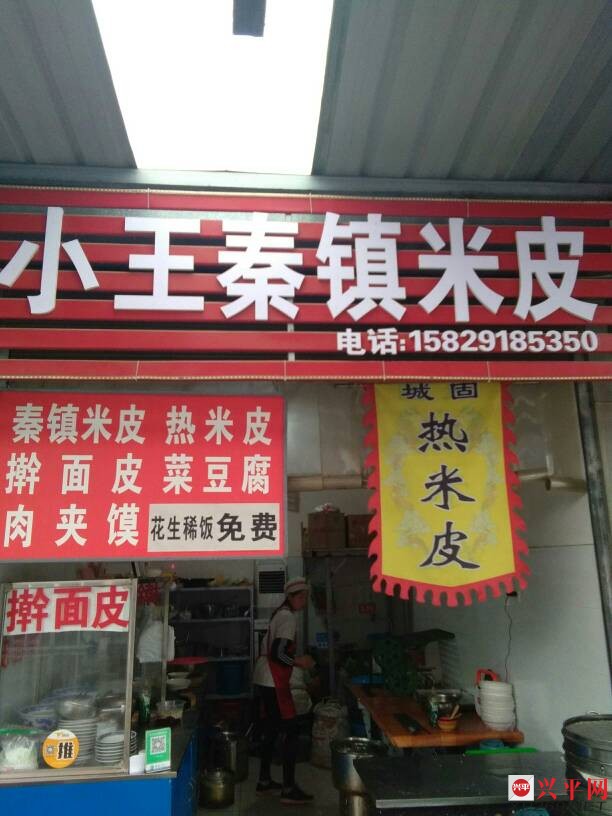 小王秦镇米皮
电话:15829185350
秦镇米皮 热米皮
擀面皮菜豆腐
肉夹馍 花生稀饭免费
城固
热米皮
擀面皮
推
兴平 兴平网